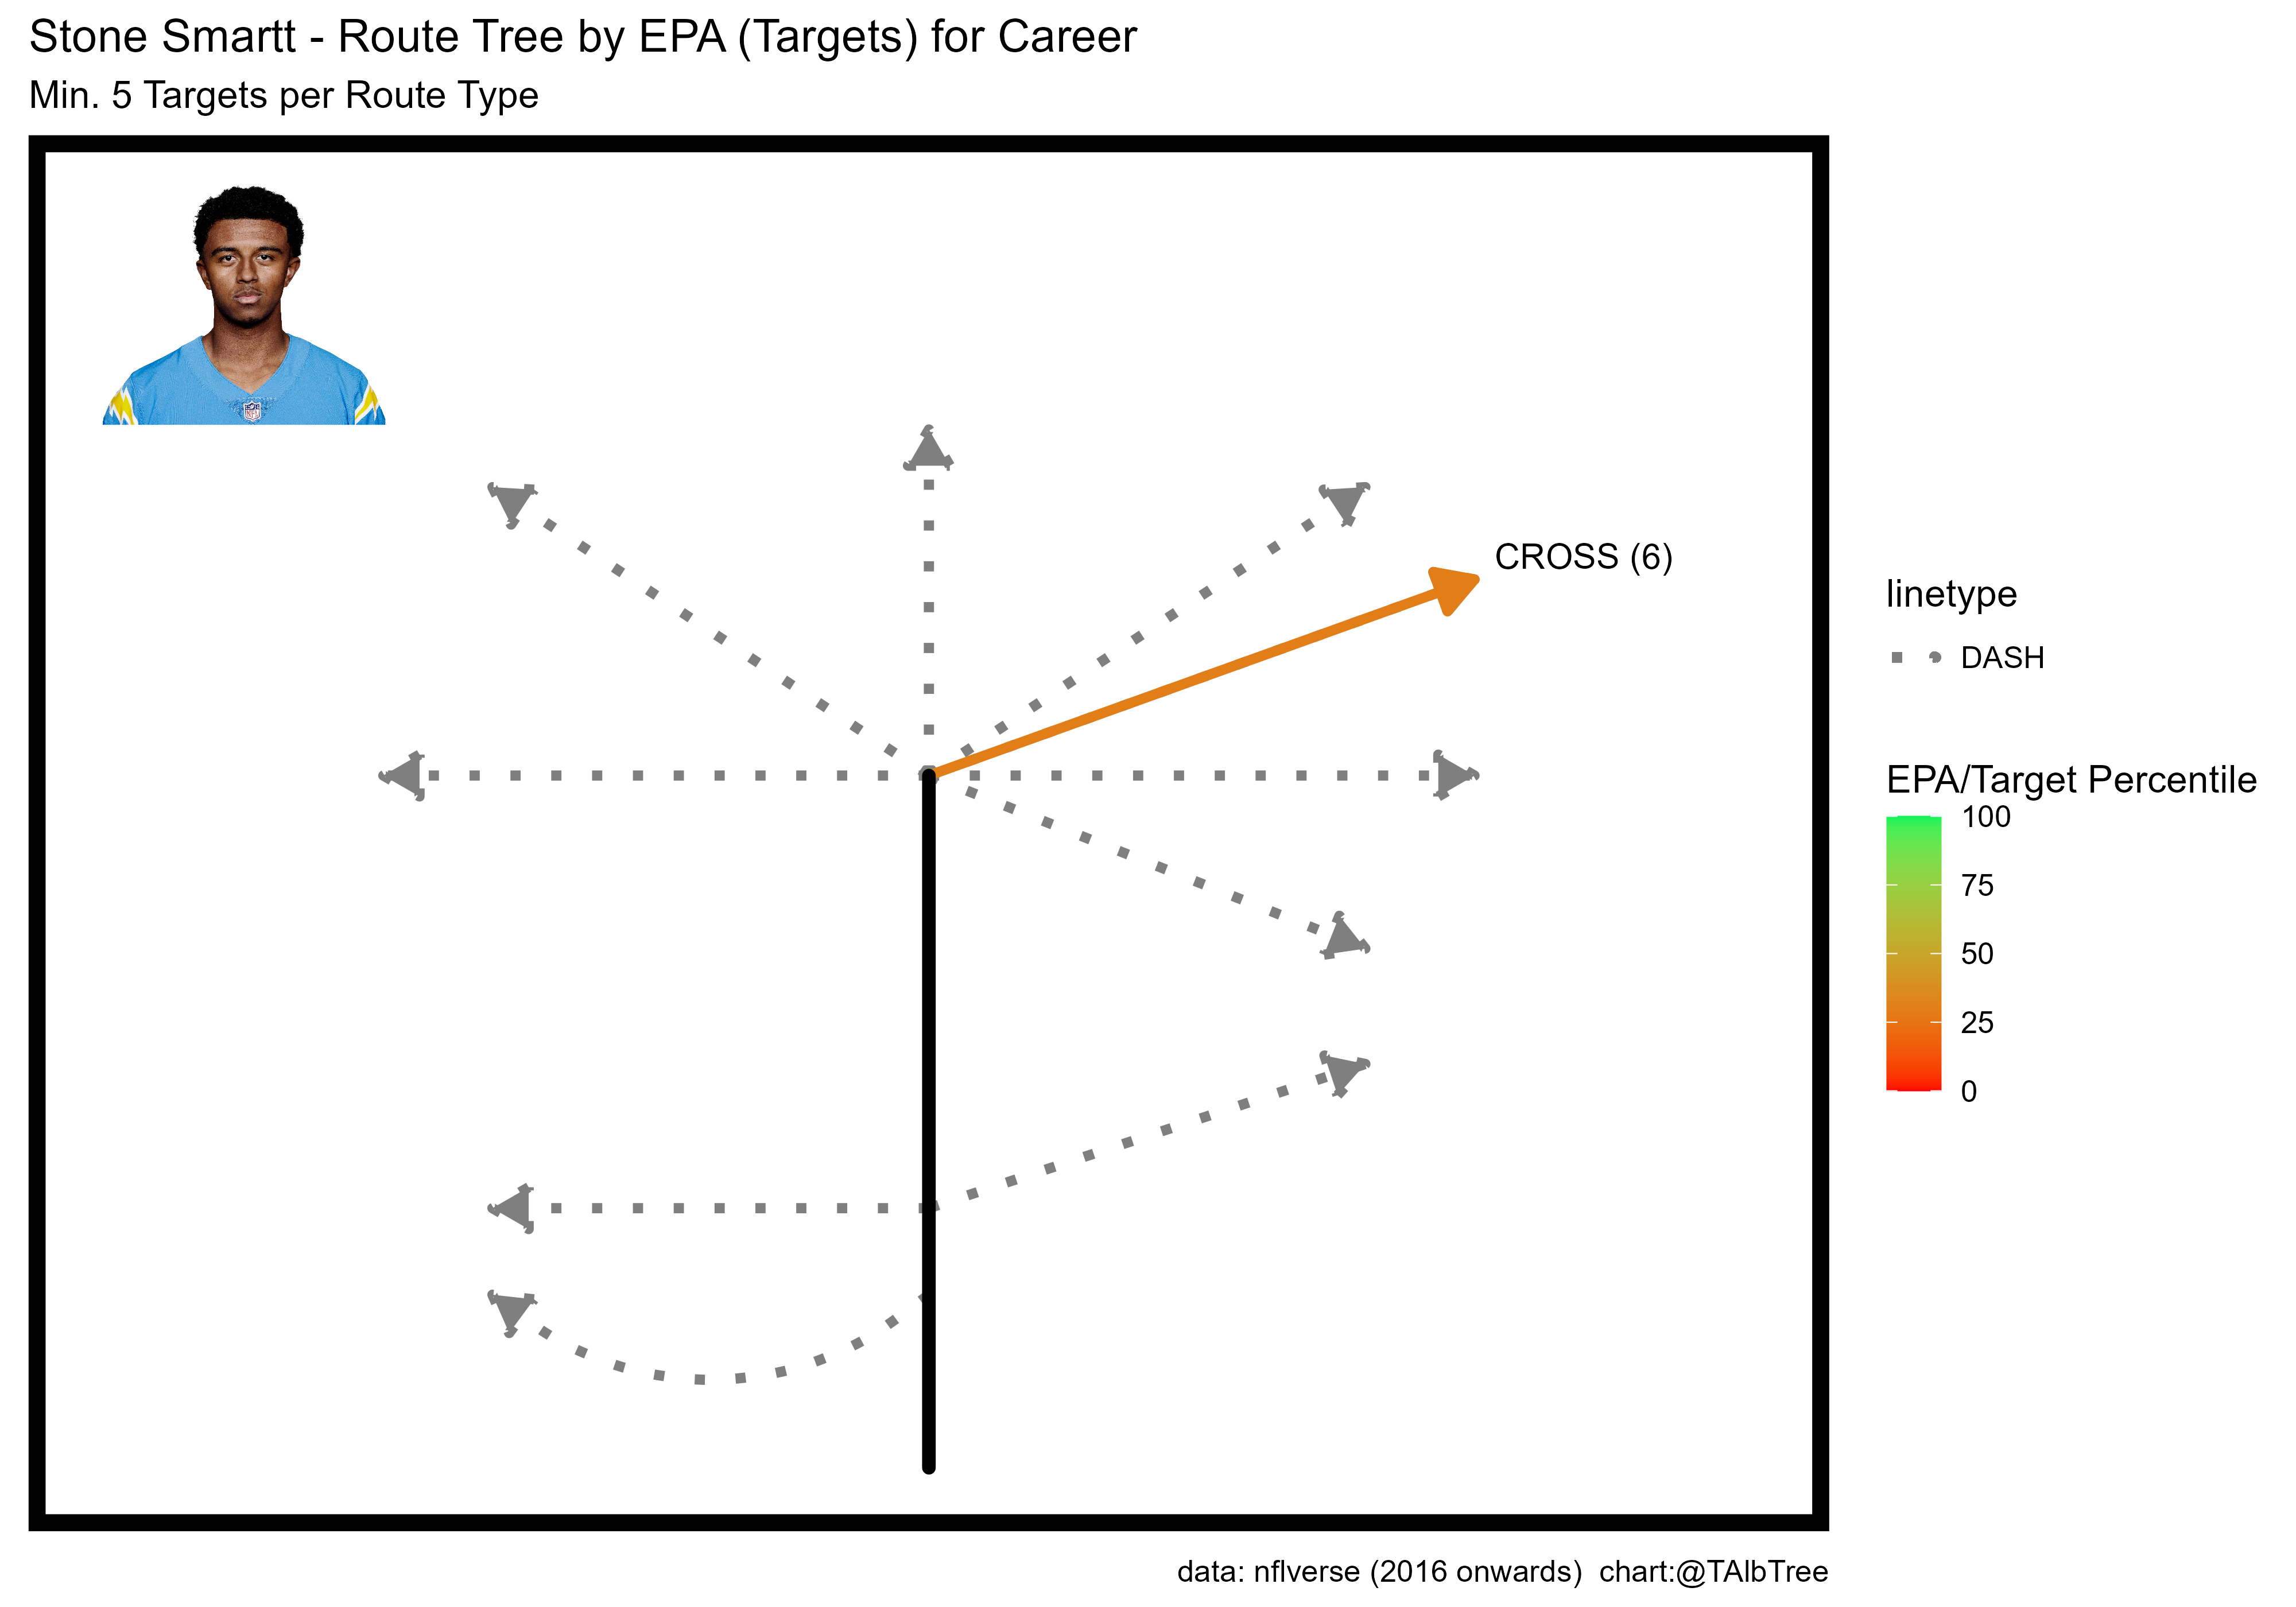 Stone Smartt - Route Tree by EPA (Targets) for Career
Min. 5 Targets per Route Type
CROSS (6)
linetype
DASH
EPA/Target Percentile
100
75
50
25
0
data: nflverse (2016 onwards)  chart:@TAlbTree